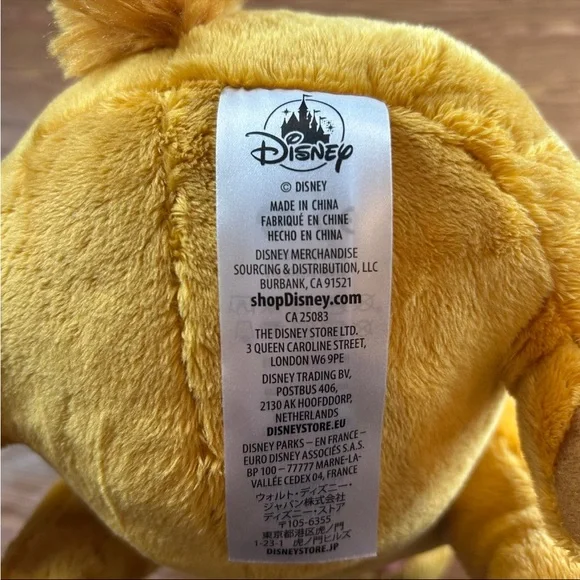 DISNEY
© DISNEY
MADE IN CHINA
FABRIQUÉ EN CHINE
HECHO EN CHINA
DISNEY MERCHANDISE
SOURCING & DISTRIBUTION, LLC
BURBANK, CA 91521
shopDisney.com
CA 25083
THE DISNEY STORE LTD.
3 QUEEN CAROLINE STREET,
LONDON W6 9PE
DISNEY TRADING BV,
POSTBUS 406,
2130 AK HOOFDDORP,
NETHERLANDS
DISNEYSTORE.EU
DISNEY PARKS – EN FRANCE –
EURO DISNEY ASSOCIÉS S.A.S.
BP 100 – 77777 MARNE-LA-
VALLÉE CEDEX 04, FRANCE
ウォルト・ディズニー・
ジャパン株式会社
ディズニー・ストア
〒105-6355
東京都港区虎ノ門
1-23-1 虎ノ門ヒルズ
DISNEYSTORE.JP